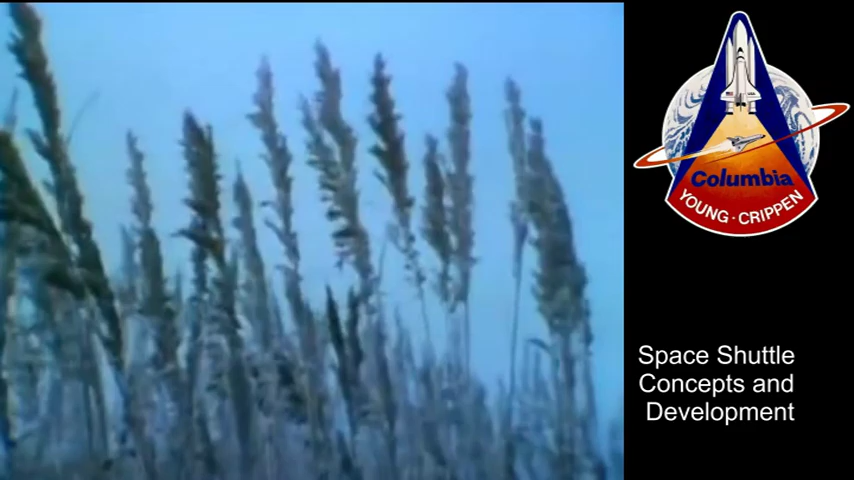 Columbia
YOUNG · CRIPPEN
Space Shuttle
Concepts and
Development